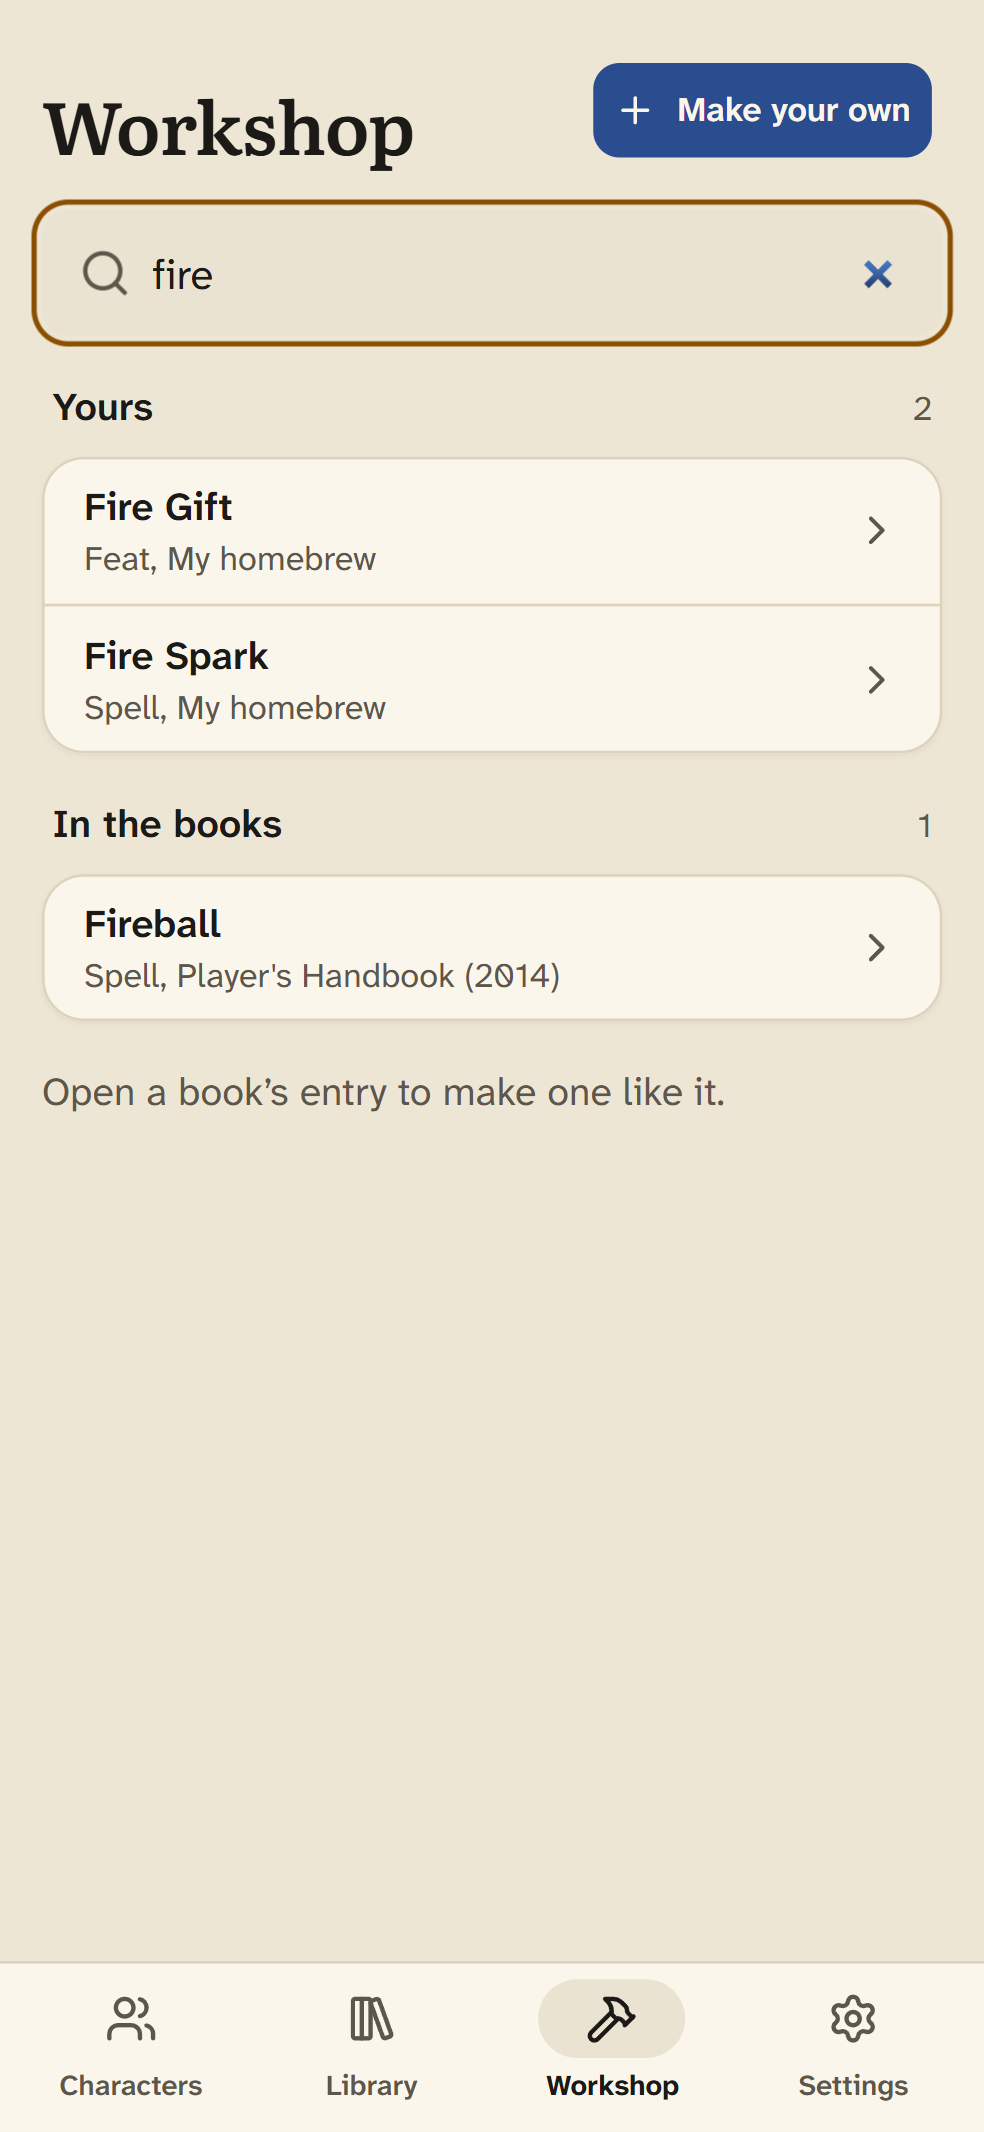 Workshop
Make your own
fire
Yours
2
Fire Gift
Feat, My homebrew
Fire Spark
Spell, My homebrew
In the books
1
Fireball
Spell, Player's Handbook (2014)
Open a book’s entry to make one like it.
Characters
Library
Workshop
Settings